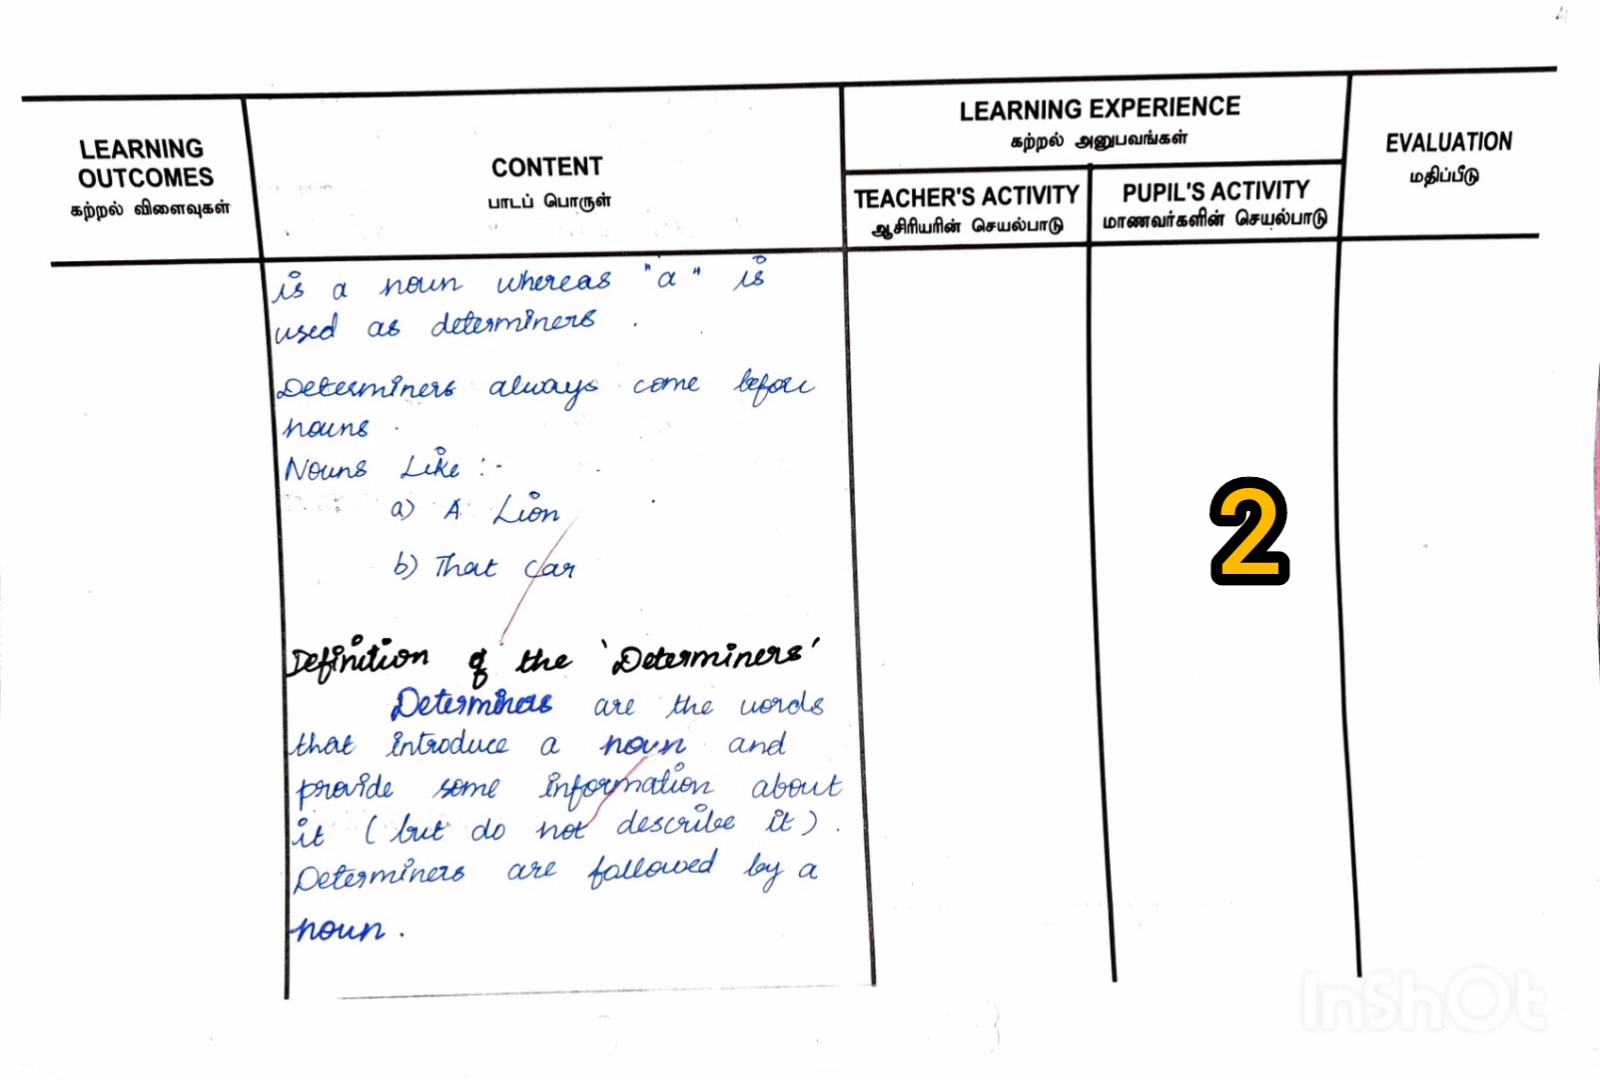 LEARNING
OUTCOMES
கற்றல் விளைவுகள்
CONTENT
பாடப் பொருள்
LEARNING EXPERIENCE
கற்றல் அனுபவங்கள்
TEACHER'S ACTIVITY
ஆசிரியரின் செயல்பாடு
PUPIL'S ACTIVITY
மாணவர்களின் செயல்பாடு
EVALUATION
மதிப்பீடு
is a noun whereas "a" is
used as determiners .
Determiners always come before
nouns .
Nouns Like :-
a) A Lion
b) That car
Definition of the 'Determiners'
Determiners are the words
that introduce a noun and
provide some information about
it (but do not describe it).
Determiners are followed by a
noun.
2
InShOt